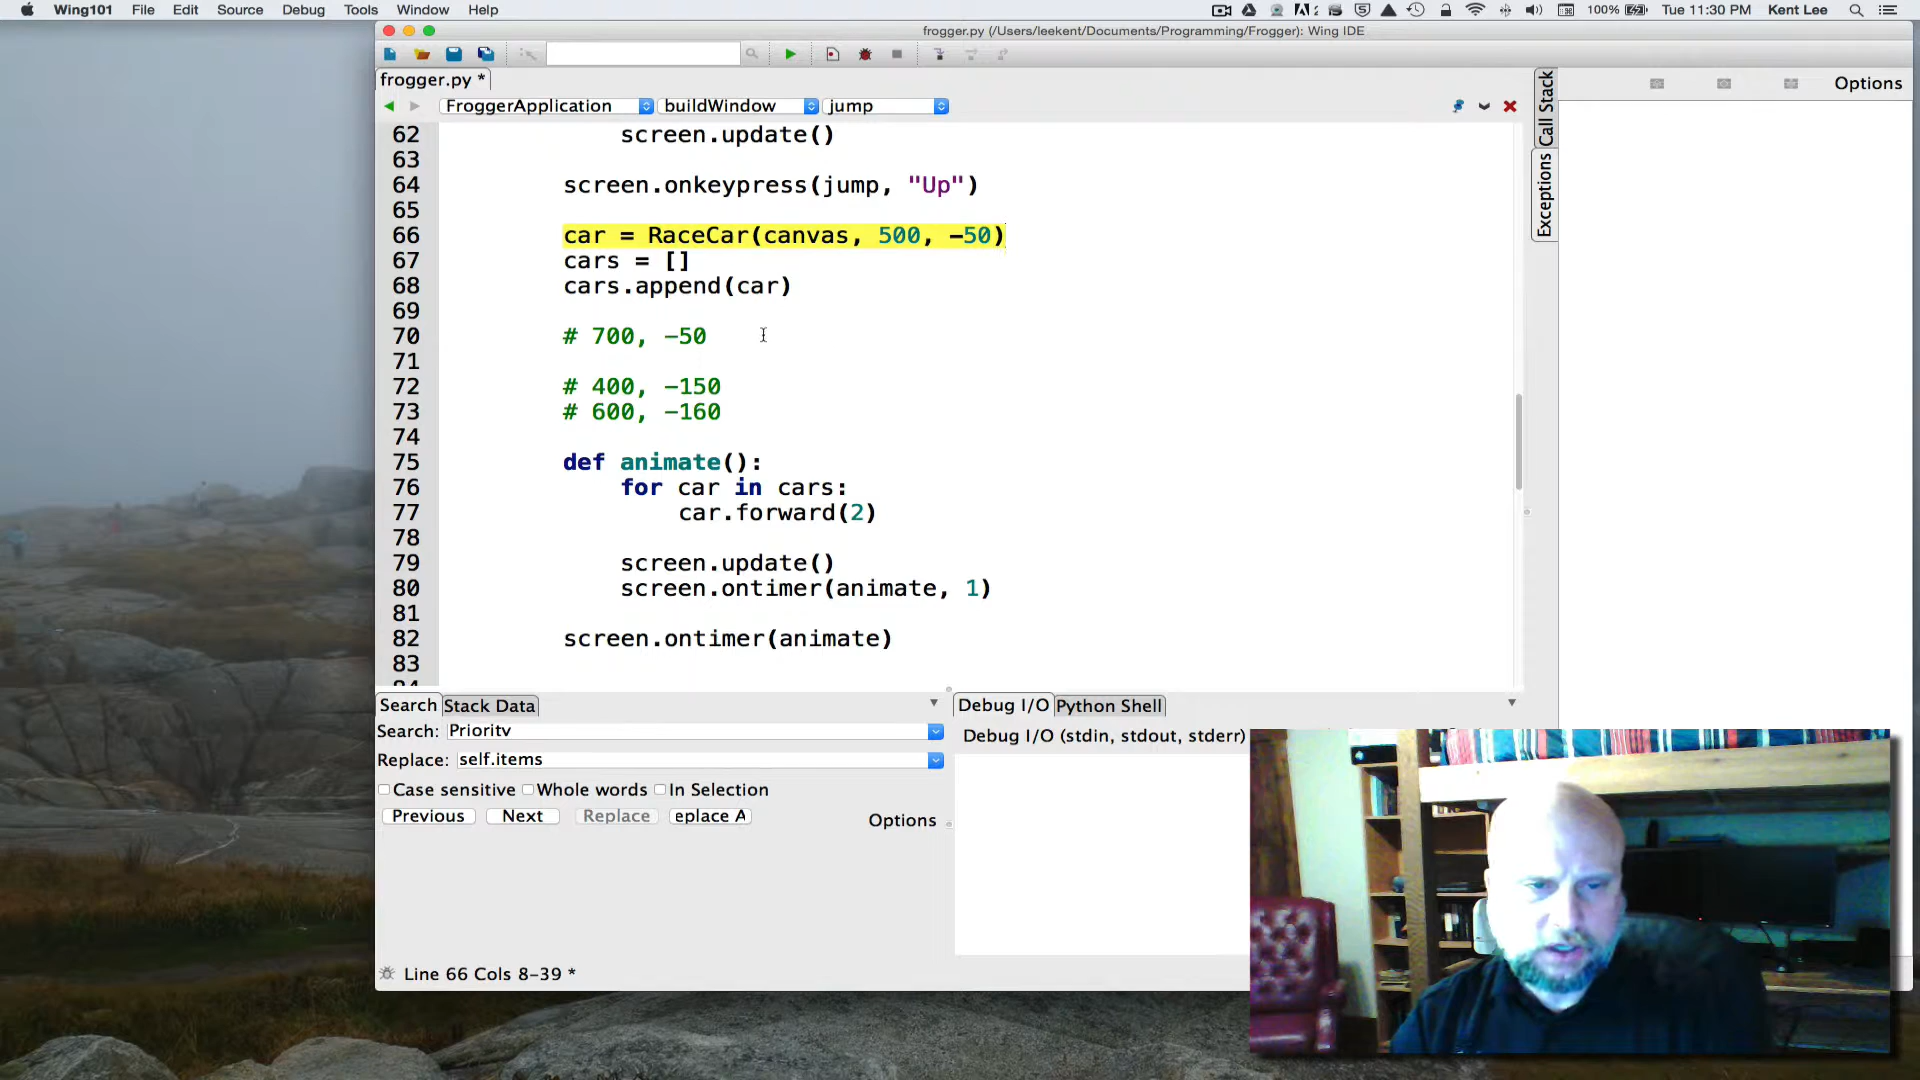 Wing101 File Edit Source Debug Tools Window Help 100% Tue 11:30 PM Kent Lee
frogger.py (/Users/leekent/Documents/Programming/Frogger): Wing IDE
frogger.py *
Options
FroggerApplication buildWindow jump
Call Stack
Exceptions
62 screen.update()
63
64 screen.onkeypress(jump, "Up")
65
66 car = RaceCar(canvas, 500, -50)
67 cars = []
68 cars.append(car)
69
70 # 700, -50
71
72 # 400, -150
73 # 600, -160
74
75 def animate():
76 for car in cars:
77 car.forward(2)
78
79 screen.update()
80 screen.ontimer(animate, 1)
81
82 screen.ontimer(animate)
83
84
Search Stack Data
Debug I/O Python Shell
Search: Priority
Debug I/O (stdin, stdout, stderr)
Replace: self.items
Case sensitive Whole words In Selection
Previous Next Replace eplace A
Options
Line 66 Cols 8-39 *